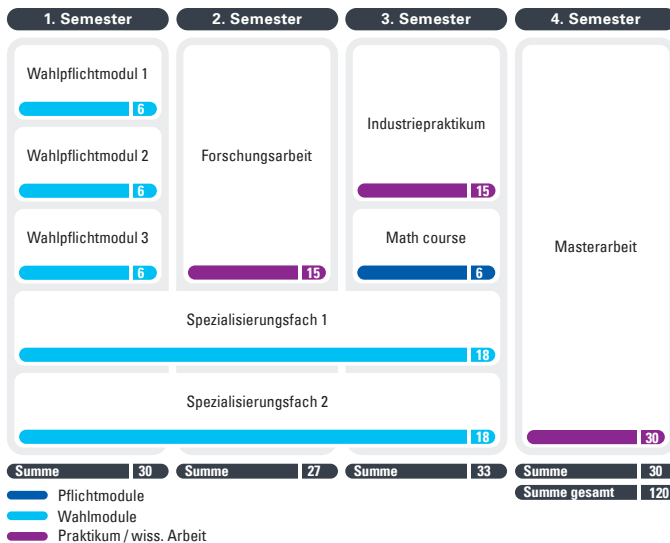 1. Semester
2. Semester
3. Semester
4. Semester
Wahlpflichtmodul 1
6
Wahlpflichtmodul 2
6
Wahlpflichtmodul 3
6
Forschungsarbeit
15
Industriepraktikum
15
Math course
6
Masterarbeit
30
Spezialisierungsfach 1
18
Spezialisierungsfach 2
18
Summe 30
Summe 27
Summe 33
Summe 30
Summe gesamt 120
Pflichtmodule
Wahlmodule
Praktikum / wiss. Arbeit